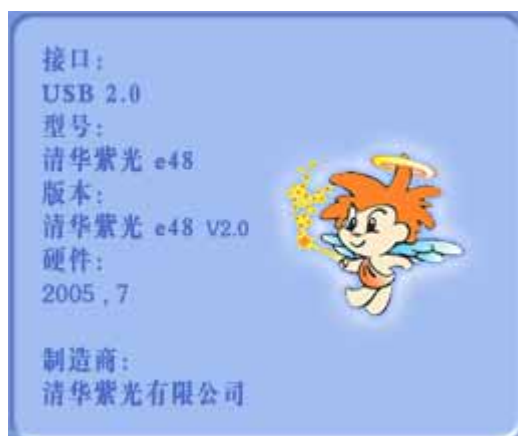 接口：
USB 2.0
型号：
清华紫光 e48
版本：
清华紫光 e48 V2.0
硬件：
2005 , 7
制造商：
清华紫光有限公司